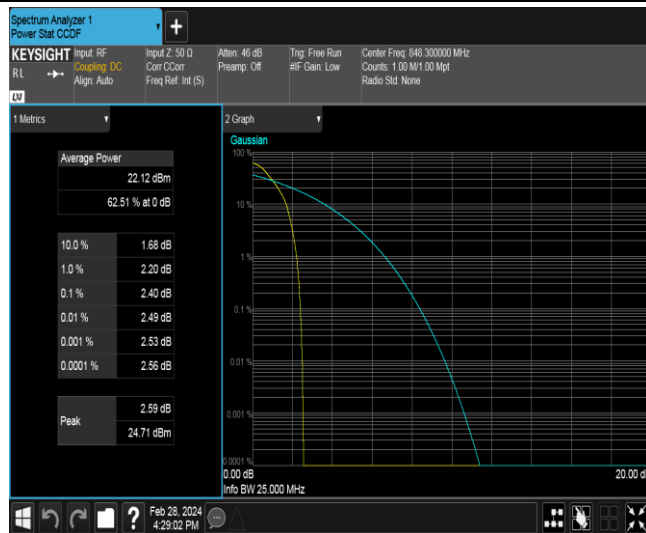 Spectrum Analyzer 1
Power Stat CCDF
+
KEYSIGHT
RL
LXI
Input: RF
Coupling: DC
Align: Auto
Input Z: 50 Ω
Corr CCorr
Freq Ref: Int (S)
Atten: 46 dB
Preamp: Off
Trig: Free Run
#IF Gain: Low
Center Freq: 848.300000 MHz
Counts: 1.00 M/1.00 Mpt
Radio Std: None
1 Metrics
Average Power
22.12 dBm
62.51 % at 0 dB
10.0 % 1.68 dB
1.0 % 2.20 dB
0.1 % 2.40 dB
0.01 % 2.49 dB
0.001 % 2.53 dB
0.0001 % 2.56 dB
Peak
2.59 dB
24.71 dBm
2 Graph
Gaussian
100 %
10 %
1 %
0.1 %
0.01 %
0.001 %
0.0001 %
0.00 dB
20.00 d
Info BW 25.000 MHz
?
Feb 28, 2024
4:29:02 PM